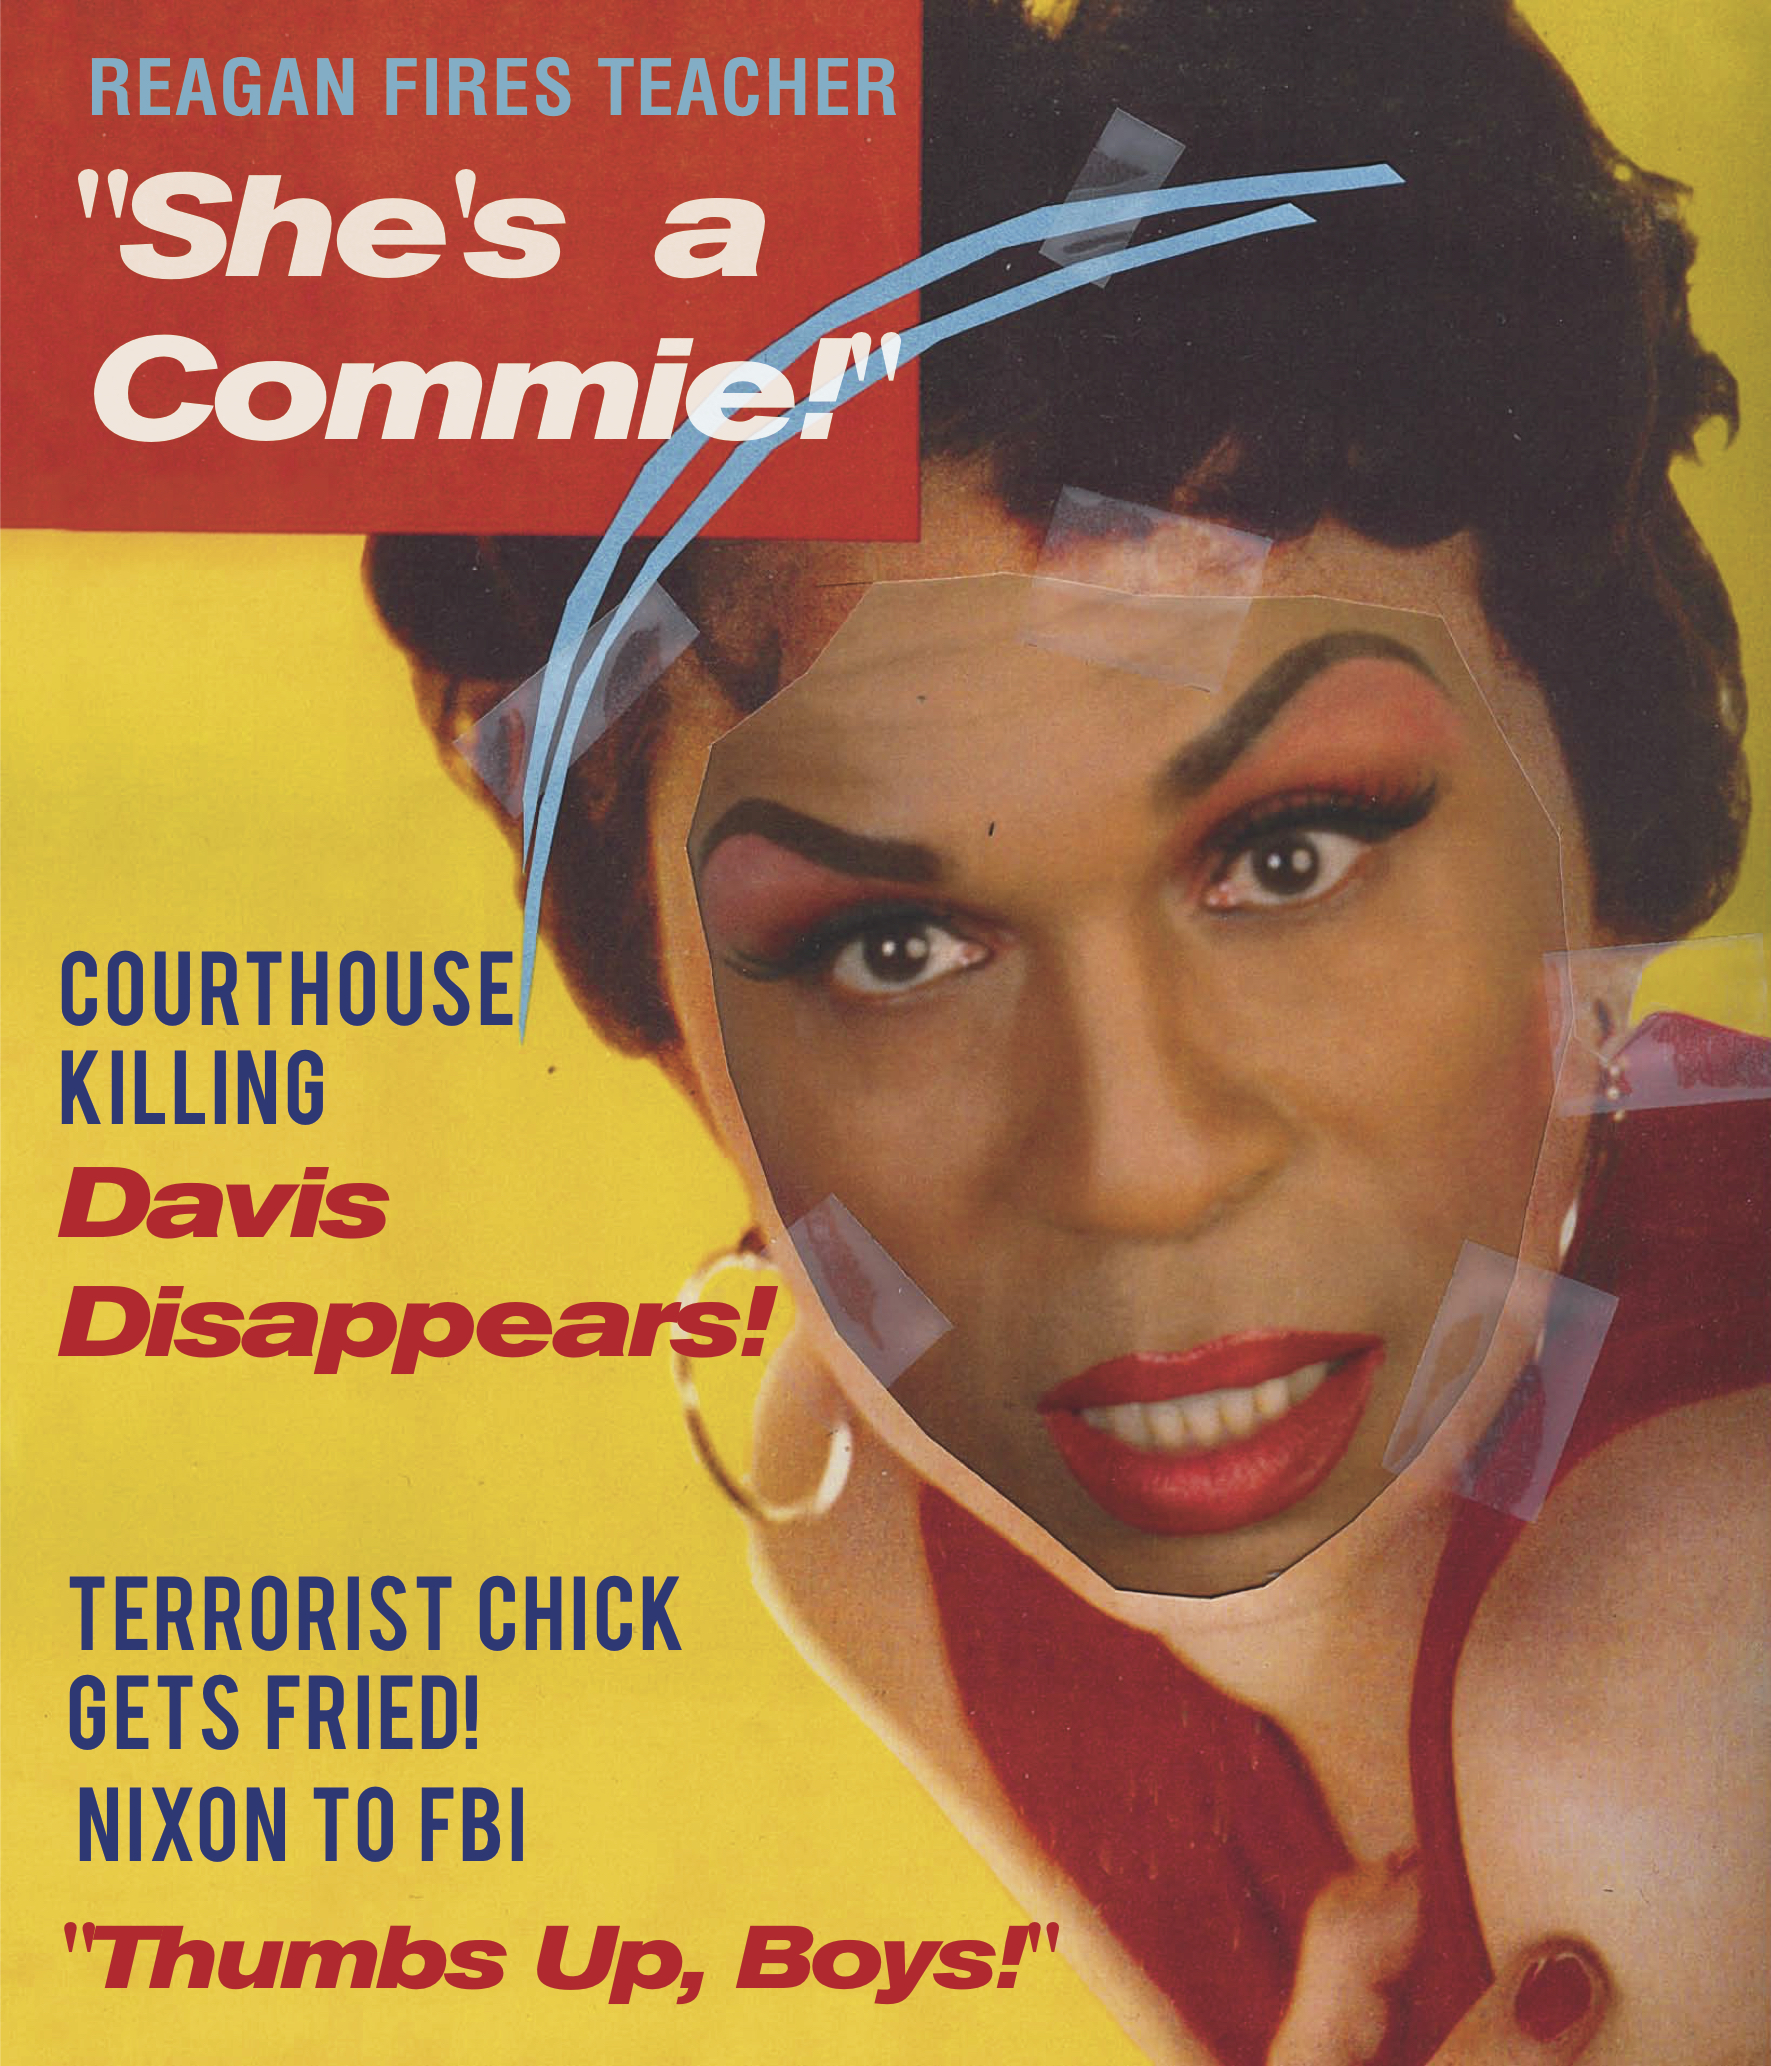 REAGAN FIRES TEACHER
"She's a
Commie!"
COURTHOUSE
KILLING
Davis
Disappears!
TERRORIST CHICK
GETS FRIED!
NIXON TO FBI
"Thumbs Up, Boys!"